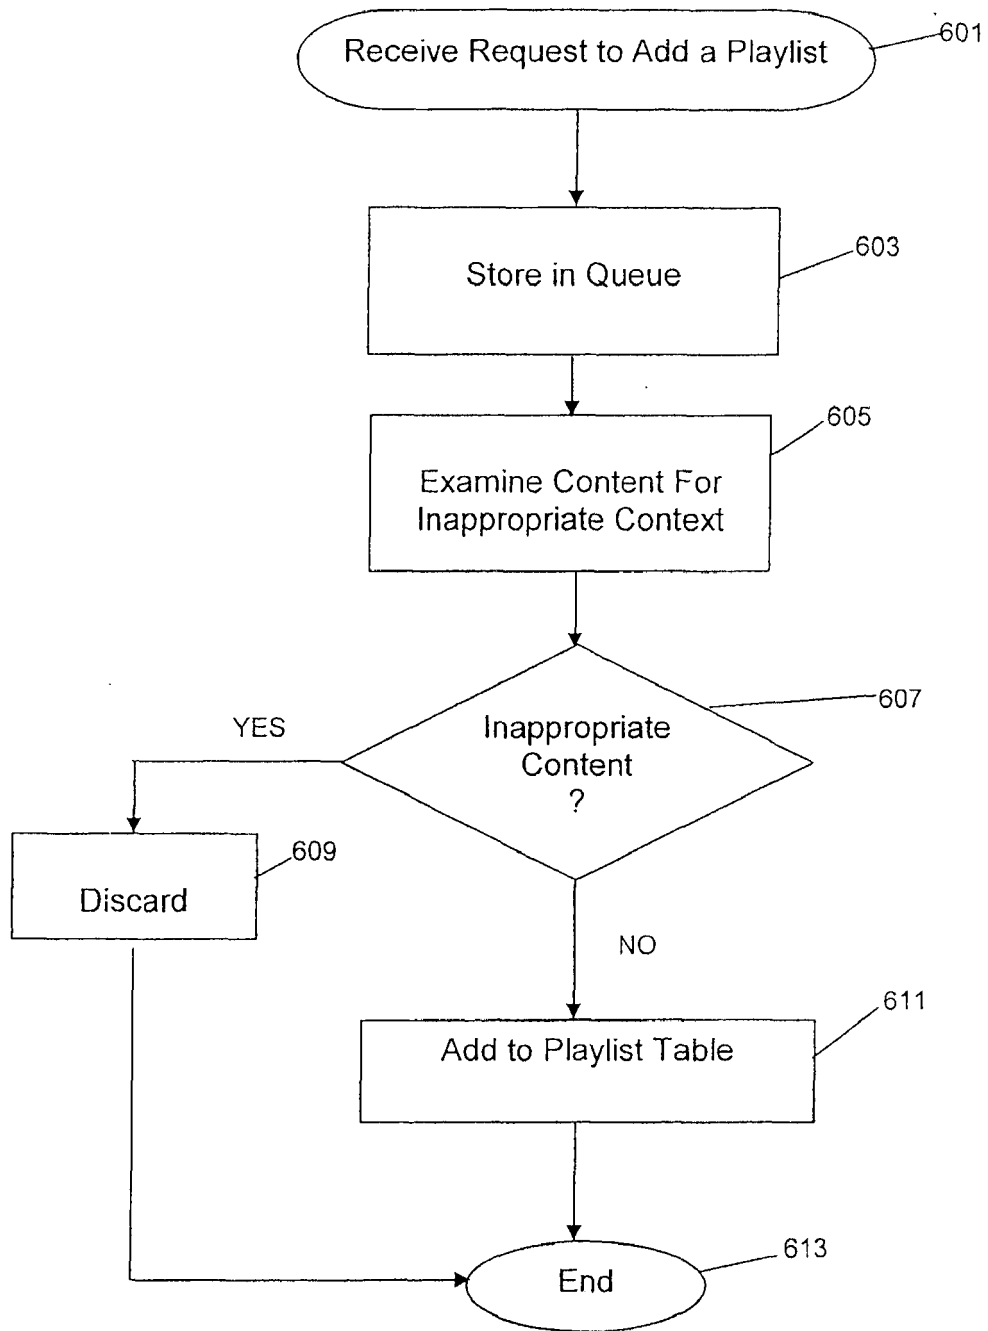 Receive Request to Add a Playlist
601
Store in Queue
603
605
Examine Content For
Inappropriate Context
607
YES
Inappropriate
Content
?
609
Discard
NO
611
Add to Playlist Table
613
End